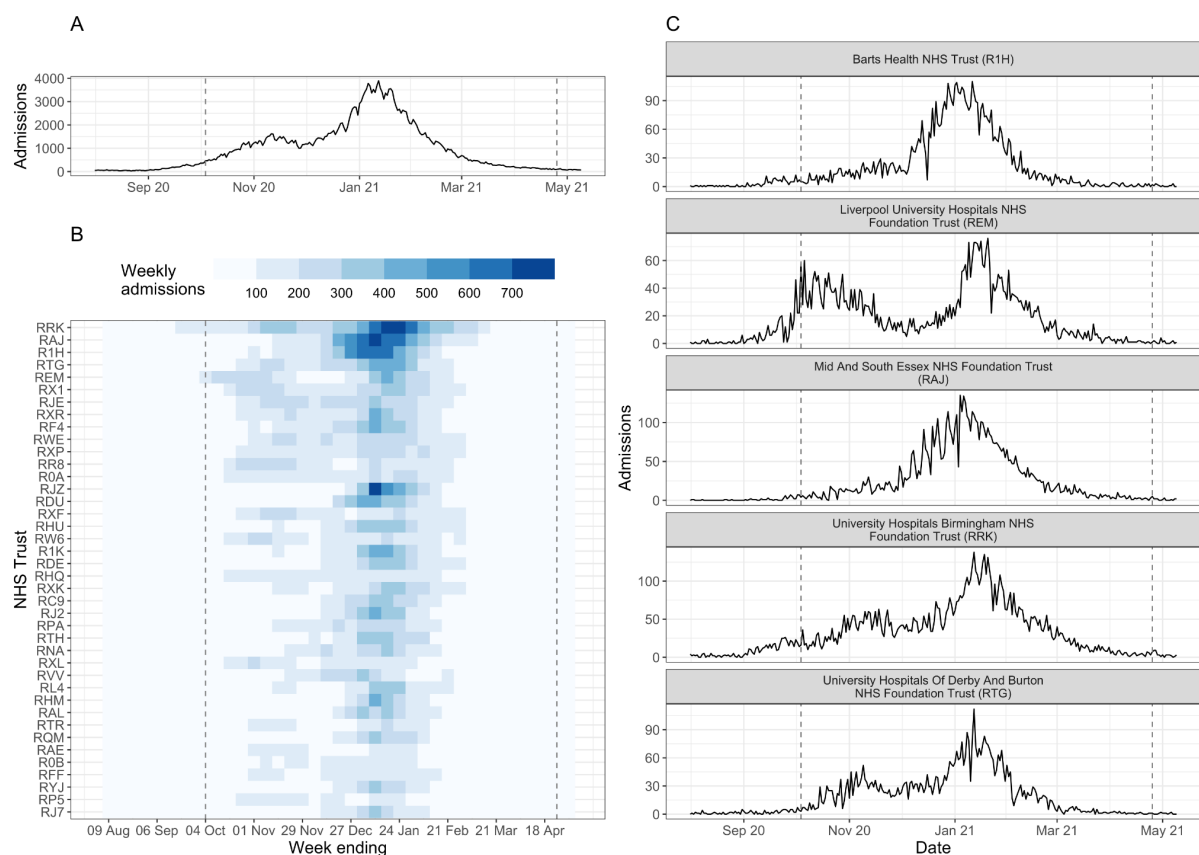 A
Admissions
4000
3000
2000
1000
0
Sep 20 Nov 20 Jan 21 Mar 21 May 21
B
Weekly
admissions
100 200 300 400 500 600 700
NHS Trust
RRK
RAJ
R1H
RTG
REM
RX1
RJE
RXR
RF4
RWE
RXP
RR8
R0A
RJZ
RDU
RXF
RHU
RW6
R1K
RDE
RHQ
RXK
RC9
RJ2
RPA
RTH
RNA
RXL
RVV
RL4
RHM
RAL
RTR
RQM
RAE
R0B
RFF
RYJ
RP5
RJ7
09 Aug 06 Sep 04 Oct 01 Nov 29 Nov 27 Dec 24 Jan 21 Feb 21 Mar 18 Apr
Week ending
C
Admissions
Barts Health NHS Trust (R1H)
90
60
30
0
Liverpool University Hospitals NHS
Foundation Trust (REM)
60
40
20
0
Mid And South Essex NHS Foundation Trust
(RAJ)
100
50
0
University Hospitals Birmingham NHS
Foundation Trust (RRK)
100
50
0
University Hospitals Of Derby And Burton
NHS Foundation Trust (RTG)
90
60
30
0
Sep 20 Nov 20 Jan 21 Mar 21 May 21
Date